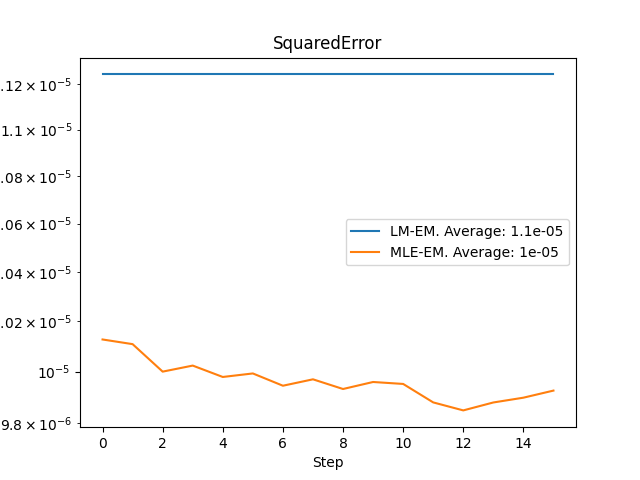 SquaredError
.12 × 10⁻⁵
1.1 × 10⁻⁵
.08 × 10⁻⁵
.06 × 10⁻⁵
.04 × 10⁻⁵
.02 × 10⁻⁵
10⁻⁵
9.8 × 10⁻⁶
LM-EM. Average: 1.1e-05
MLE-EM. Average: 1e-05
0 2 4 6 8 10 12 14
Step